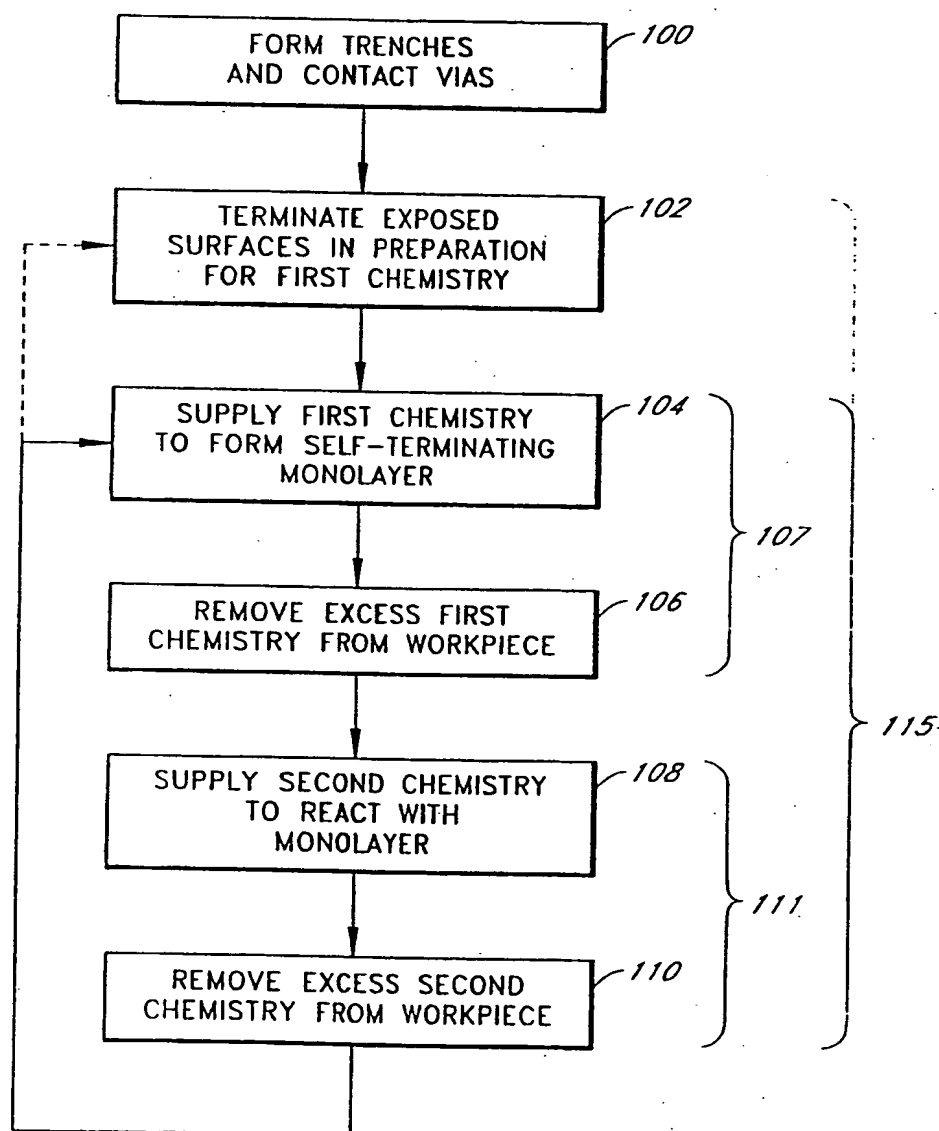 FORM TRENCHES
AND CONTACT VIAS
100
TERMINATE EXPOSED
SURFACES IN PREPARATION
FOR FIRST CHEMISTRY
102
SUPPLY FIRST CHEMISTRY
TO FORM SELF-TERMINATING
MONOLAYER
104
107
REMOVE EXCESS FIRST
CHEMISTRY FROM WORKPIECE
106
115
SUPPLY SECOND CHEMISTRY
TO REACT WITH
MONOLAYER
108
111
REMOVE EXCESS SECOND
CHEMISTRY FROM WORKPIECE
110